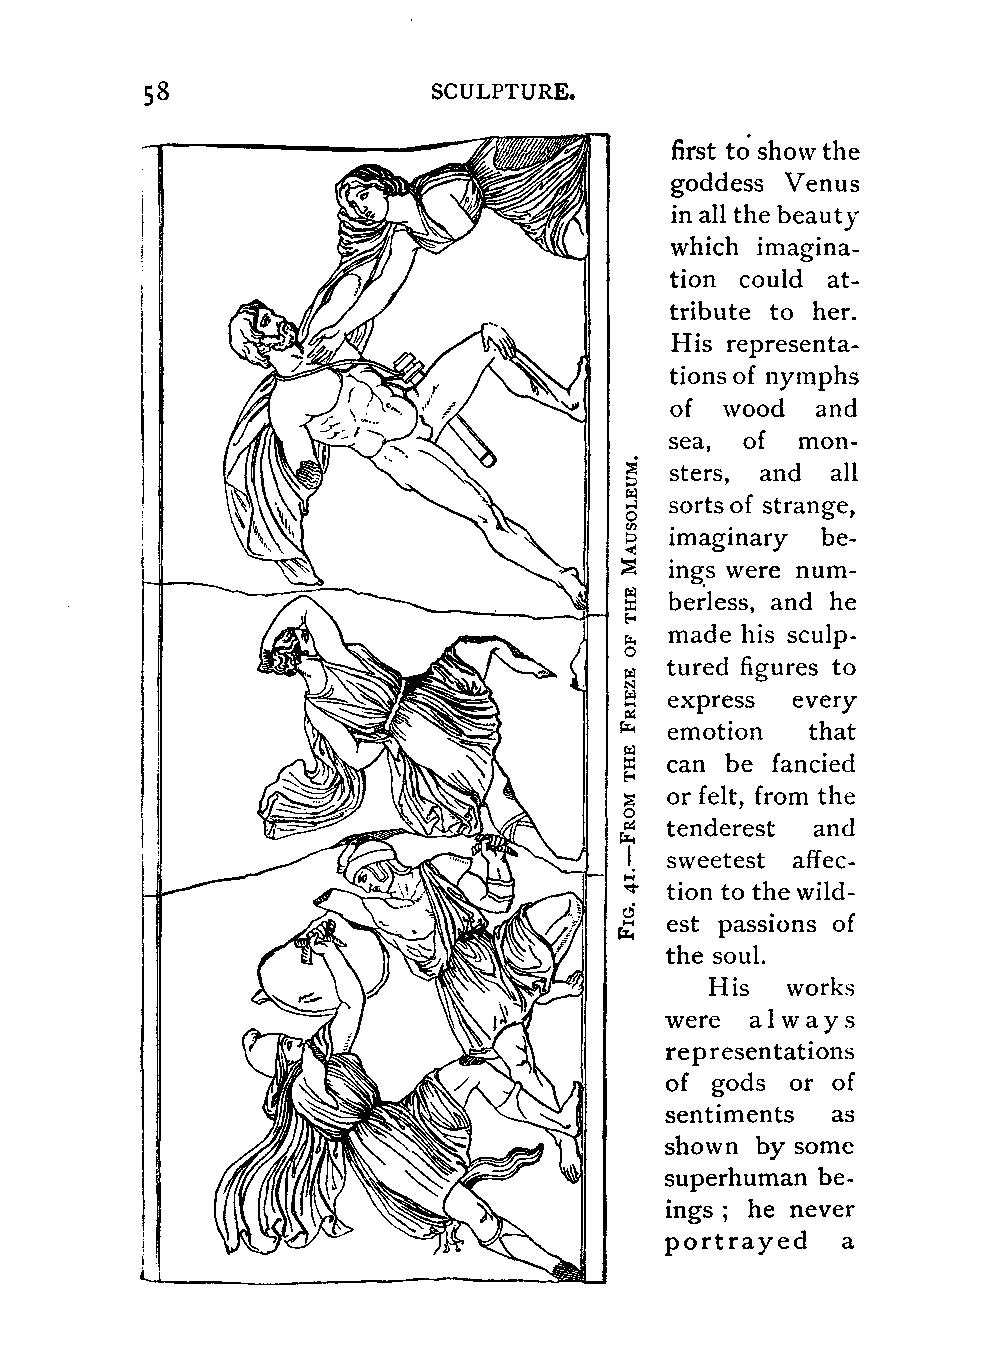 58
SCULPTURE.
first to show the
goddess Venus
in all the beauty
which imagina-
tion could at-
tribute to her.
His representa-
tions of nymphs
of wood and
sea, of mon-
sters, and all
sorts of strange,
imaginary be-
ings were num-
berless, and he
made his sculp-
tured figures to
express every
emotion that
can be fancied
or felt, from the
tenderest and
sweetest affec-
tion to the wild-
est passions of
the soul.
His works
were always
representations
of gods or of
sentiments as
shown by some
superhuman be-
ings ; he never
portrayed a
FIG. 41.—FROM THE FRIEZE OF THE MAUSOLEUM.